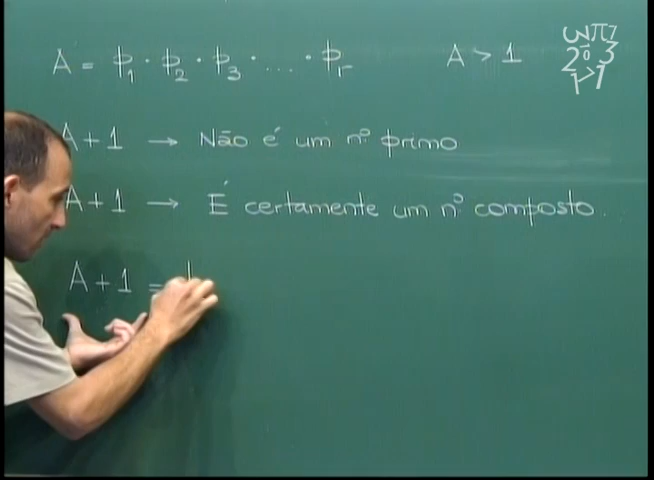 A = p₁ · p₂ · p₃ · ... · pᵣ A > 1
A + 1 → Não é um nº primo
A + 1 → É certamente um nº composto.
A + 1 =